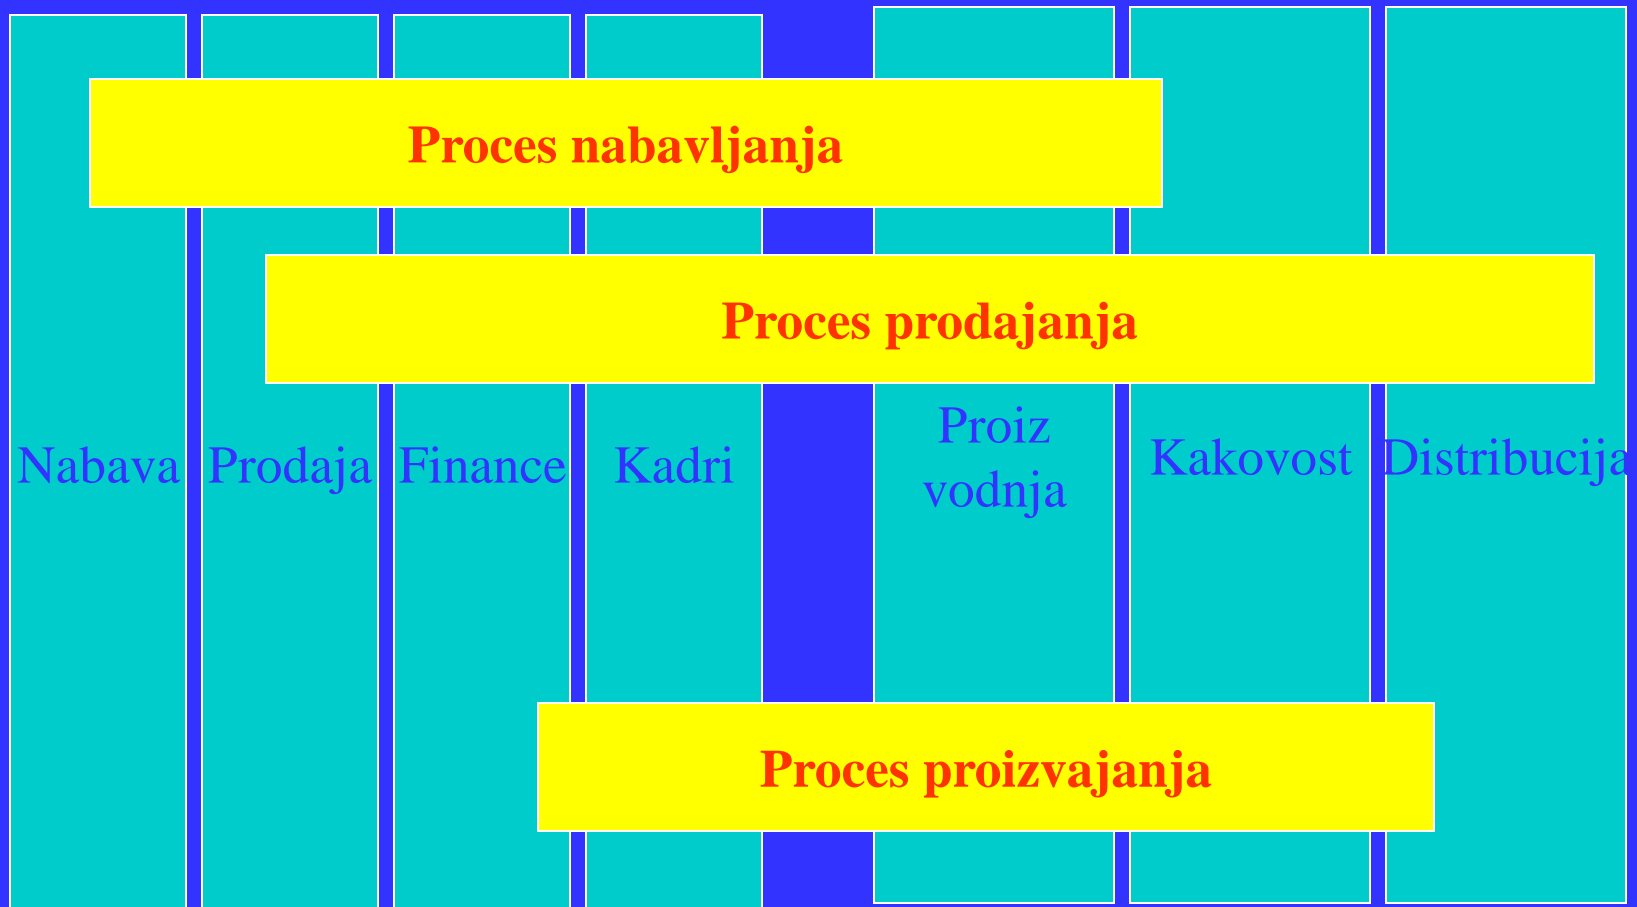 Proces nabavljanja
Proces prodajanja
Nabava
Prodaja
Finance
Kadri
Proiz
vodnja
Kakovost
Distribucija
Proces proizvajanja